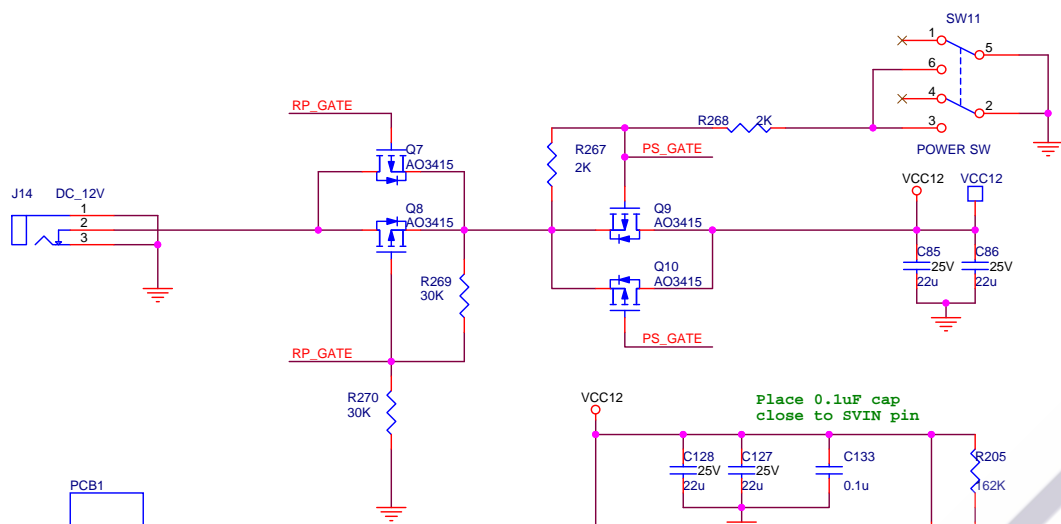 SW11
1
5
6
4
2
3
POWER SW
RP_GATE
R268 2K
R267
2K
PS_GATE
Q7
AO3415
J14 DC_12V
1
2
3
Q8
AO3415
Q9
AO3415
VCC12 VCC12
Q10
AO3415
C85
25V
22u
C86
25V
22u
R269
30K
PS_GATE
RP_GATE
R270
30K
VCC12
Place 0.1uF cap
close to SVIN pin
C128
25V
22u
C127
25V
22u
C133
0.1u
R205
162K
PCB1